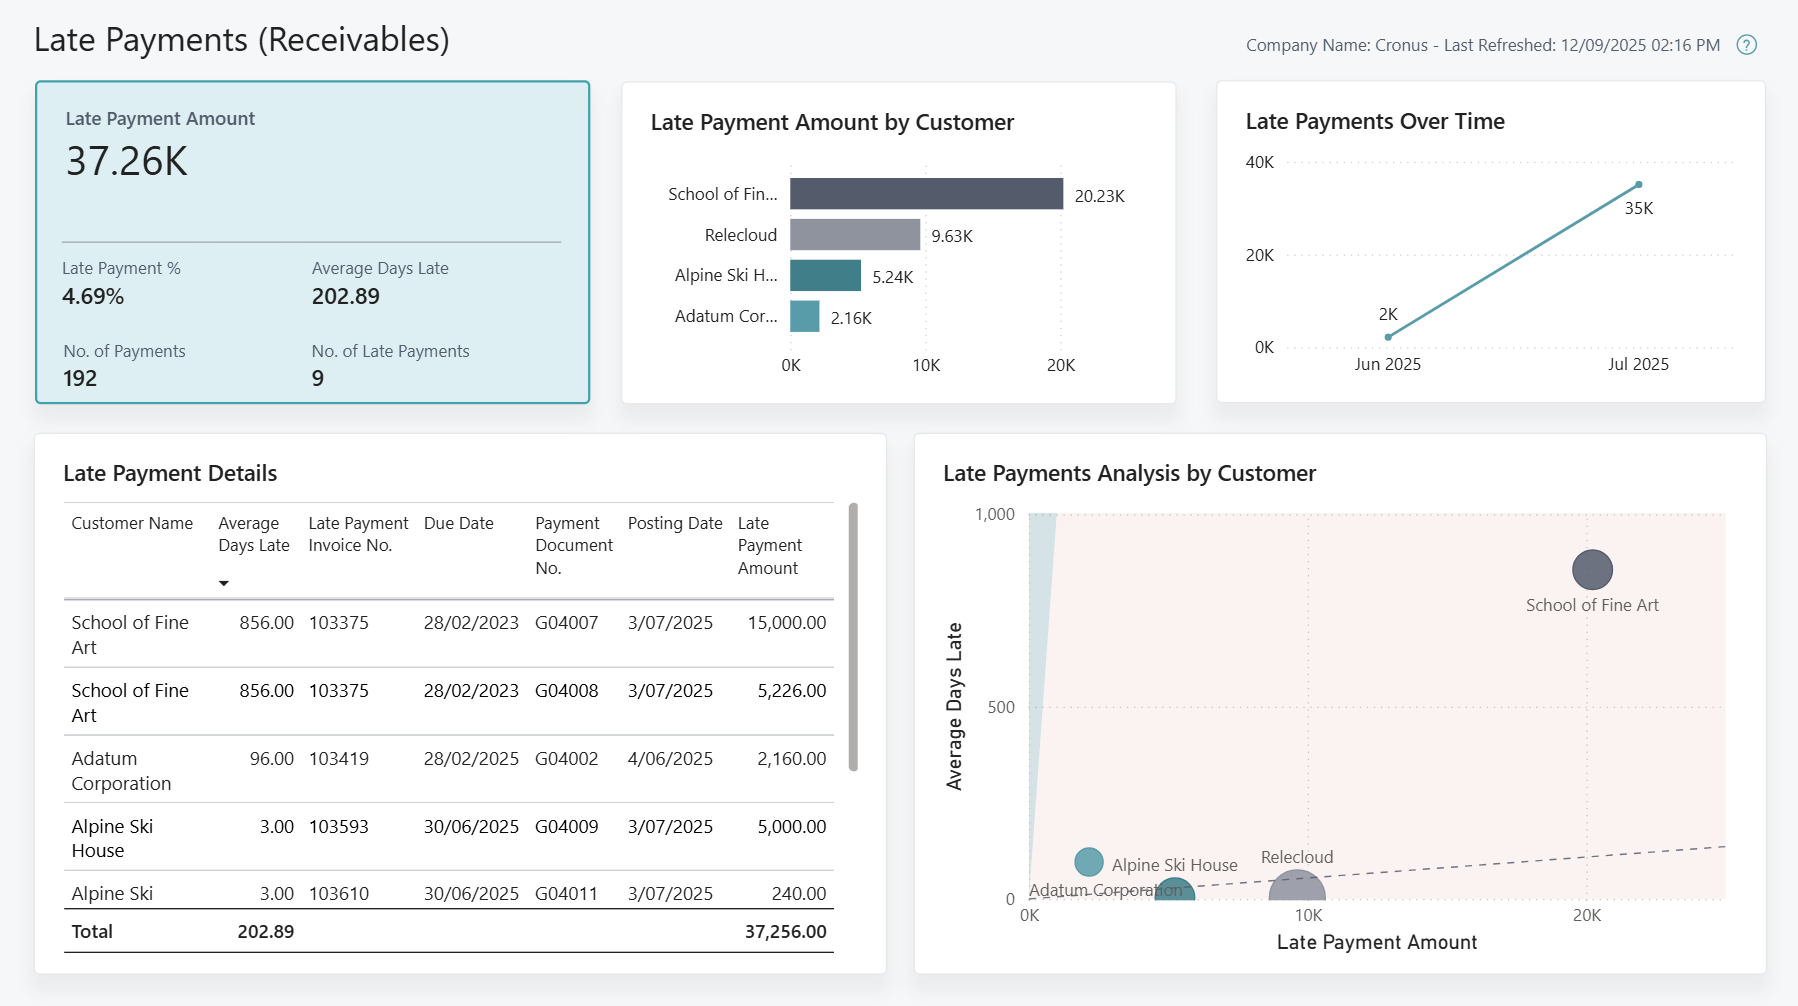 Late Payments (Receivables)
Company Name: Cronus - Last Refreshed: 12/09/2025 02:16 PM
?
Late Payment Amount
37.26K
Late Payment %
Average Days Late
4.69%
202.89
No. of Payments
No. of Late Payments
192
9
Late Payment Amount by Customer
School of Fin...
20.23K
Relecloud
9.63K
Alpine Ski H...
5.24K
Adatum Cor...
2.16K
0K
10K
20K
Late Payments Over Time
40K
20K
0K
2K
35K
Jun 2025
Jul 2025
Late Payment Details
Customer Name
Average
Days Late
Late Payment
Invoice No.
Due Date
Payment
Document
No.
Posting Date
Late
Payment
Amount
School of Fine
Art
856.00
103375
28/02/2023
G04007
3/07/2025
15,000.00
School of Fine
Art
856.00
103375
28/02/2023
G04008
3/07/2025
5,226.00
Adatum
Corporation
96.00
103419
28/02/2025
G04002
4/06/2025
2,160.00
Alpine Ski
House
3.00
103593
30/06/2025
G04009
3/07/2025
5,000.00
Alpine Ski
3.00
103610
30/06/2025
G04011
3/07/2025
240.00
Total
202.89
37,256.00
Late Payments Analysis by Customer
Average Days Late
1,000
500
0
School of Fine Art
Alpine Ski House
Relecloud
Adatum Corporation
0K
10K
20K
Late Payment Amount